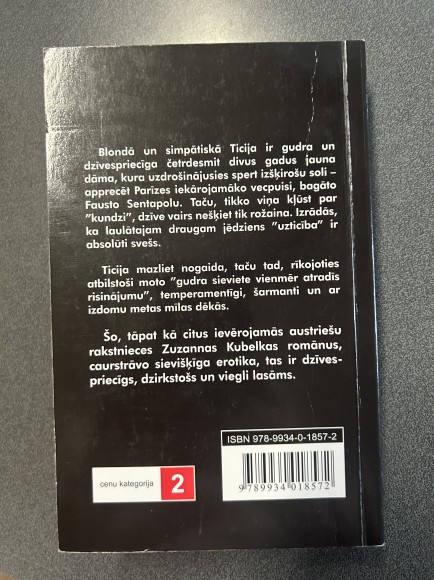 Blondā un simpātiskā Ticija ir gudra un
dzīvespriecīga četrdesmit divus gadus jauna
dāma, kura uzdrošinājusies spert izšķirošu soli –
apprecēt Parīzes iekārojamāko vecpuisi, bagāto
Fausto Sentapolu. Taču, tikko viņa kļūst par
"kundzi", dzīve vairs nešķiet tik rožaina. Izrādās,
ka laulātajam draugam jēdziens "uzticība" ir
absolūti svešs.
Ticija mazliet nogaida, taču tad, rīkojoties
atbilstoši moto "gudra sieviete vienmēr atradīs
risinājumu", temperamentīgi, šarmanti un ar
izdomu metas mīlas dēkās.
Šo, tāpat kā citus ievērojamās austriešu
rakstnieces Zuzannas Kubelkas romānus,
caurstrāvo sievišķīga erotika, tas ir dzīves-
priecīgs, dzirkstošs un viegli lasāms.
ISBN 978-9934-0-1857-2
cenu kategorija 2
9 789934 018572